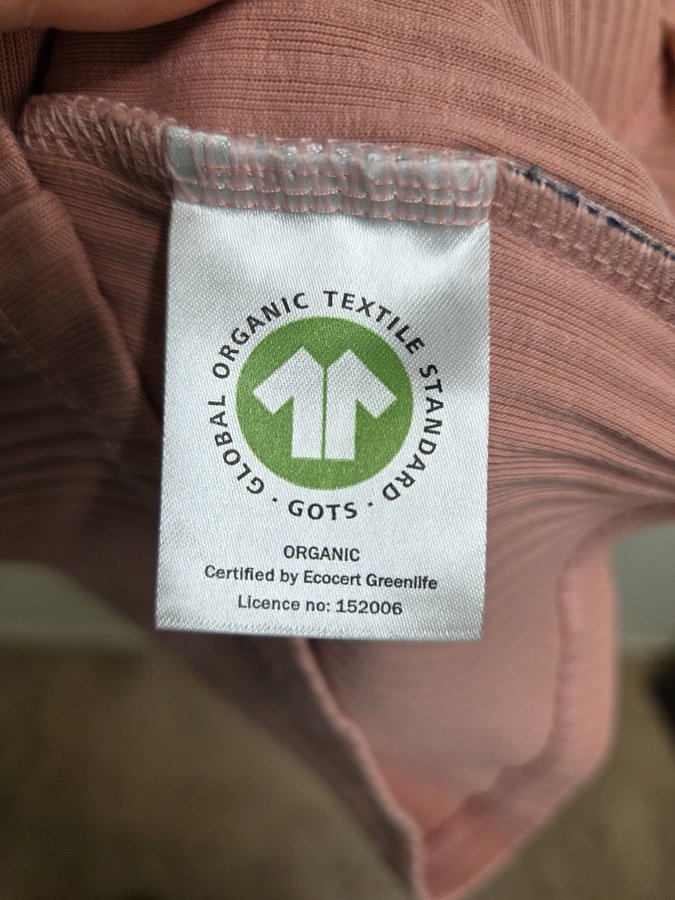 GLOBAL ORGANIC TEXTILE STANDARD
· GOTS ·
ORGANIC
Certified by Ecocert Greenlife
Licence no: 152006